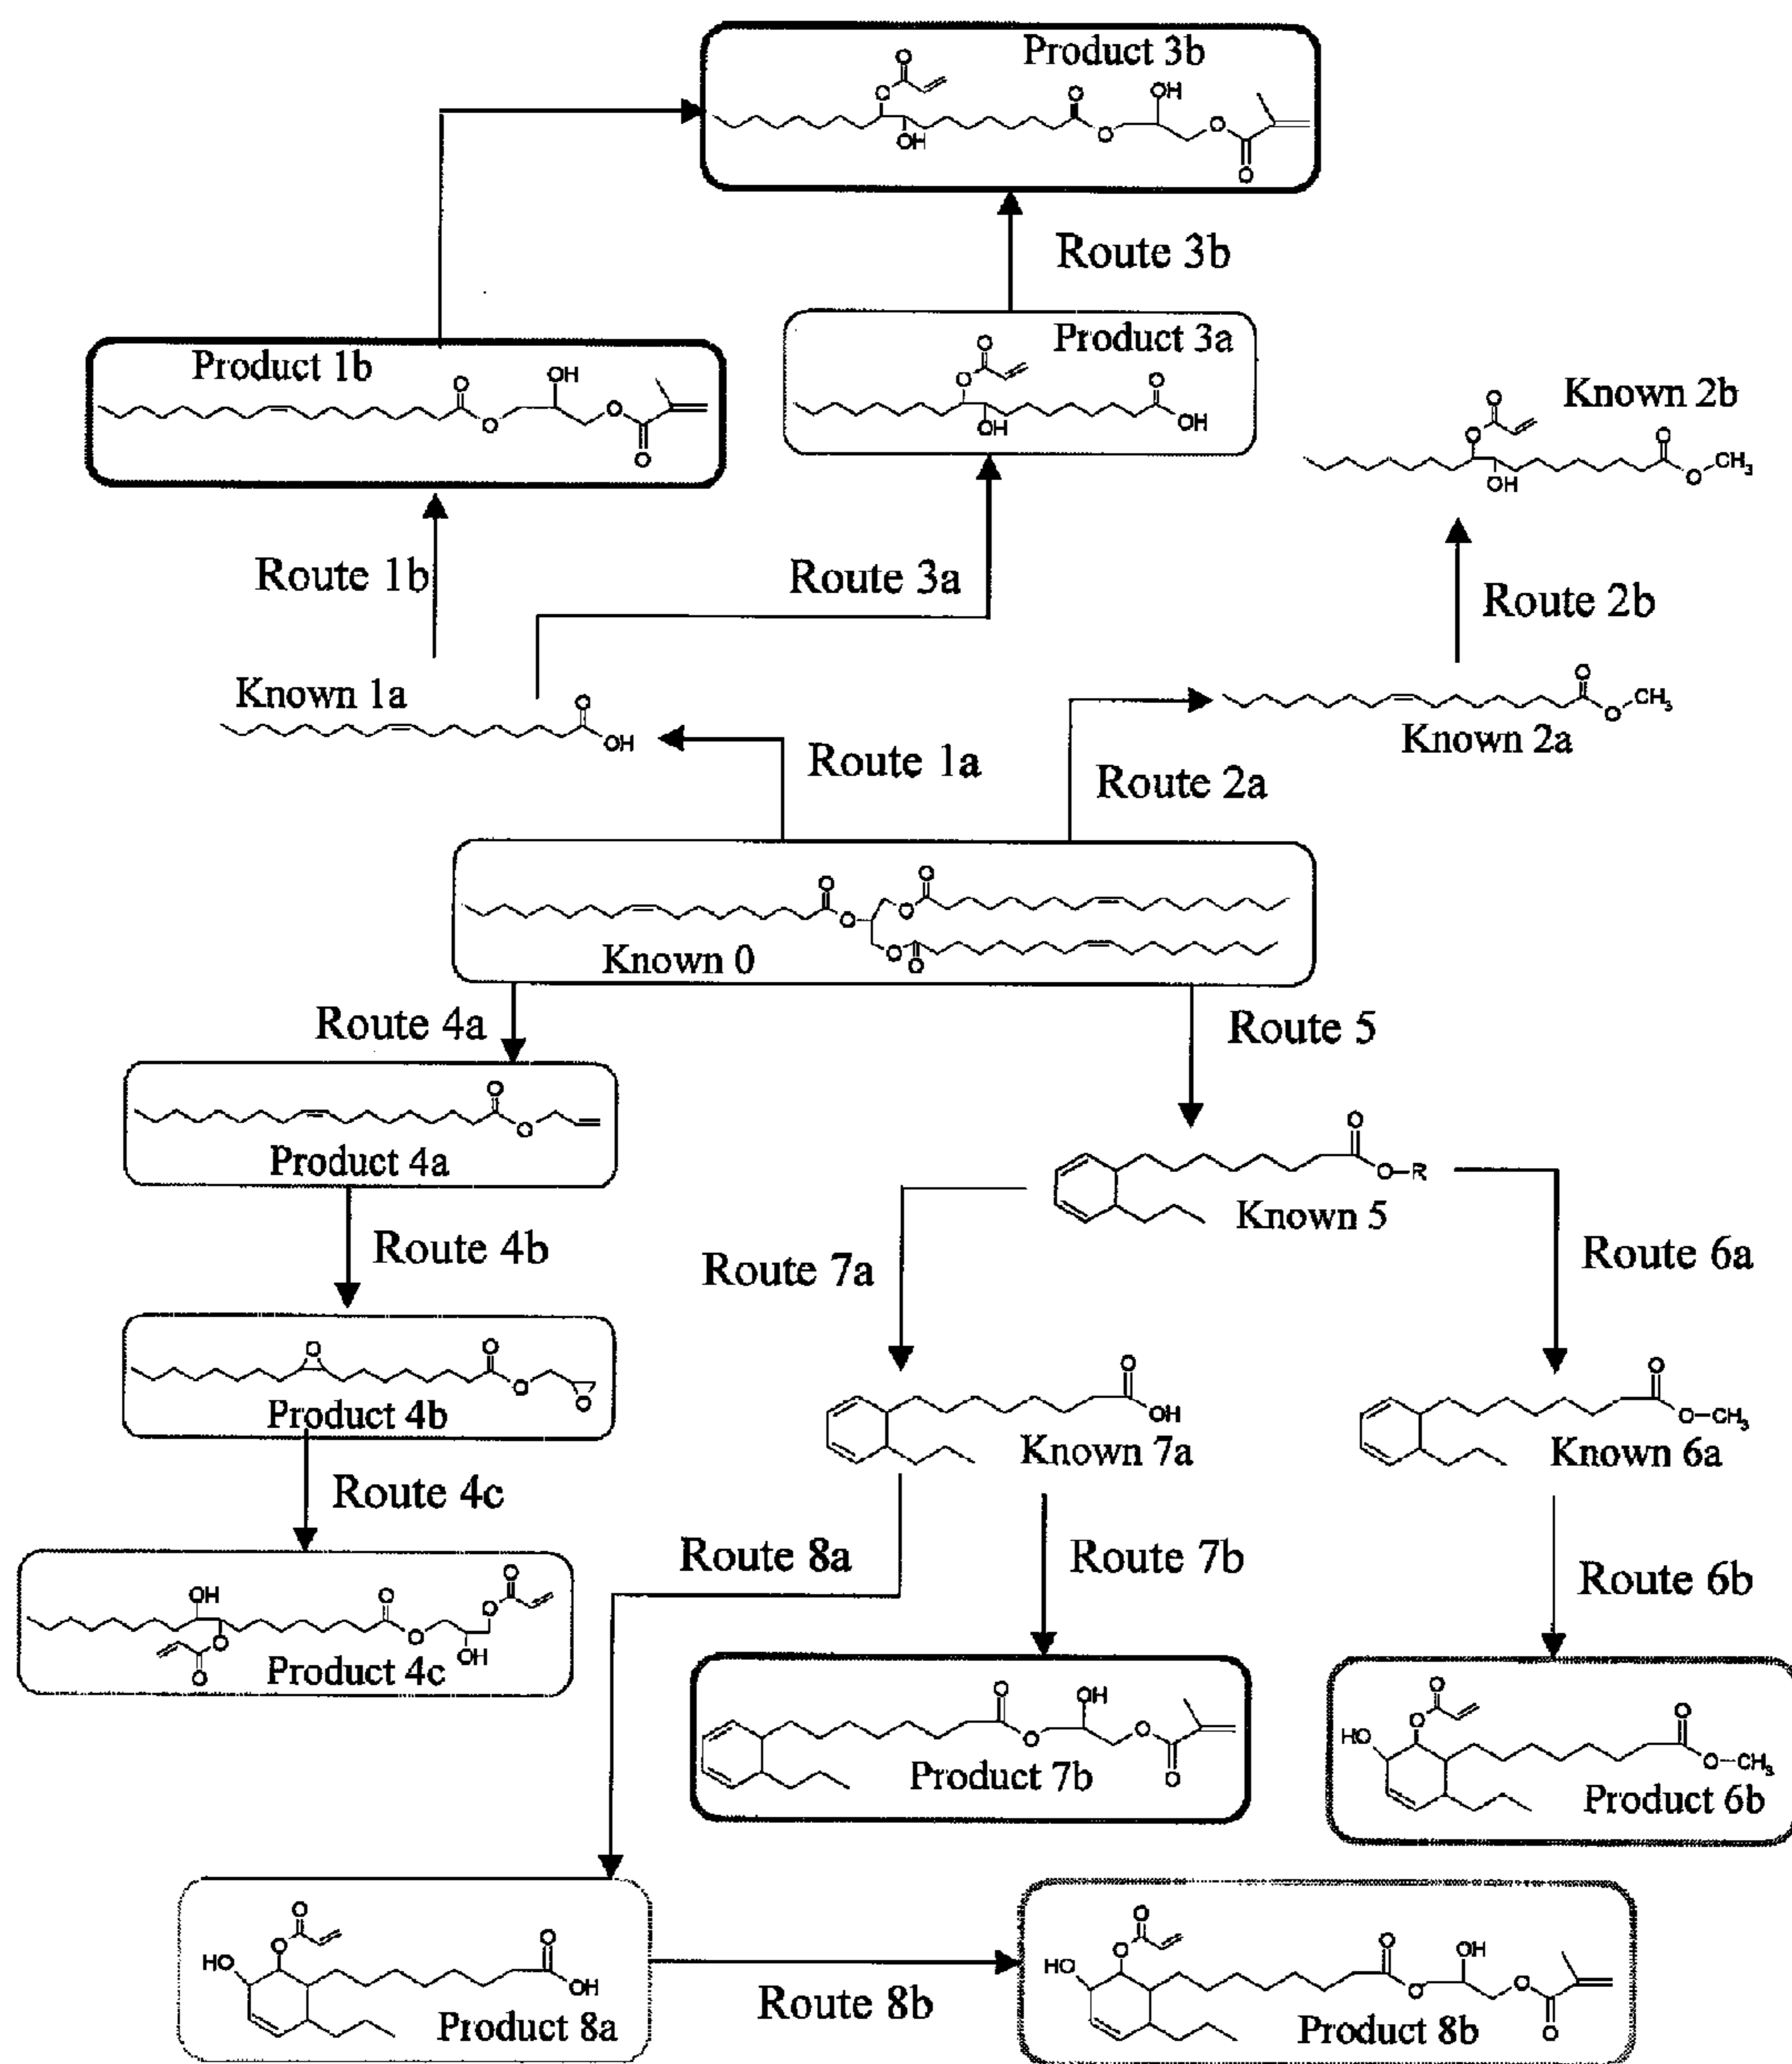 Product 3b
Route 3b
Product 1b
Product 3a
Known 2b
Route 1b
Route 3a
Route 2b
Known 1a
Known 2a
Route 1a
Route 2a
Known 0
Route 4a
Route 5
Product 4a
Known 5
Route 4b
Route 7a
Route 6a
Product 4b
Known 7a
Known 6a
Route 4c
Route 8a
Route 7b
Route 6b
Product 4c
Product 7b
Product 6b
Product 8a
Route 8b
Product 8b